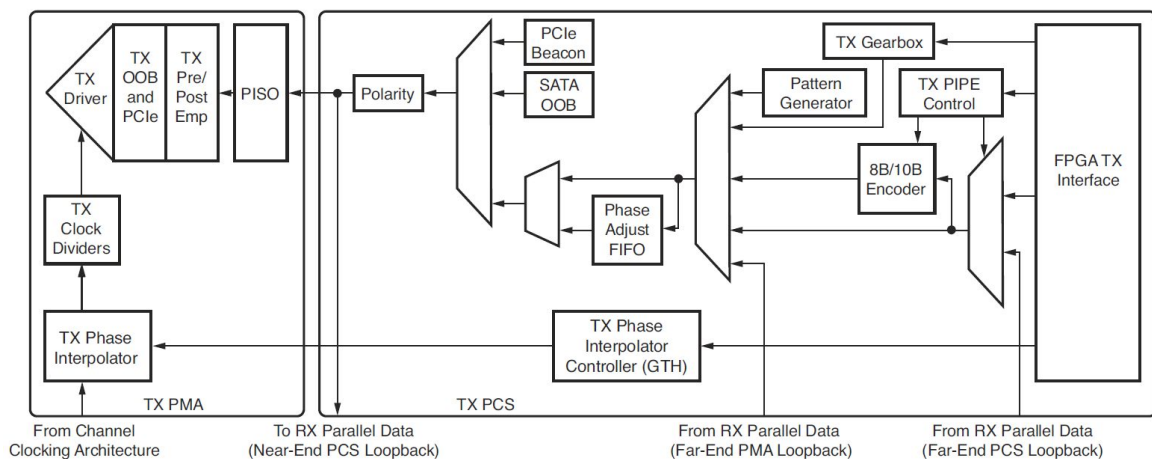 TX
Driver
TX
OOB
and
PCIe
TX
Pre/
Post
Emp
PISO
Polarity
PCIe
Beacon
SATA
OOB
TX Gearbox
Pattern
Generator
TX PIPE
Control
FPGA TX
Interface
8B/10B
Encoder
TX
Clock
Dividers
Phase
Adjust
FIFO
TX Phase
Interpolator
TX Phase
Interpolator
Controller (GTH)
TX PMA
TX PCS
From Channel
Clocking Architecture
To RX Parallel Data
(Near-End PCS Loopback)
From RX Parallel Data
(Far-End PMA Loopback)
From RX Parallel Data
(Far-End PCS Loopback)